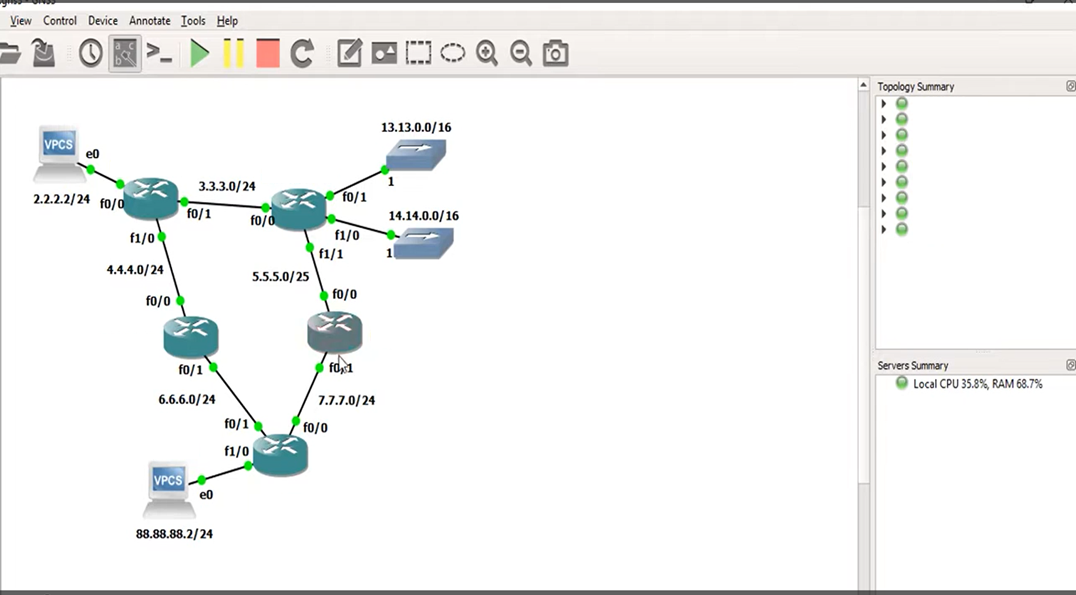 View Control Device Annotate Tools Help
Topology Summary
13.13.0.0/16
VPCS
e0
1
3.3.3.0/24
f0/1
2.2.2.2/24
f0/0
f0/1
f0/0
14.14.0.0/16
f1/0
1
f1/0
f1/1
4.4.4.0/24
5.5.5.0/25
f0/0
f0/0
Servers Summary
f0/1
f0/1
Local CPU 35.8%, RAM 68.7%
6.6.6.0/24
7.7.7.0/24
f0/1
f0/0
f1/0
VPCS
e0
88.88.88.2/24